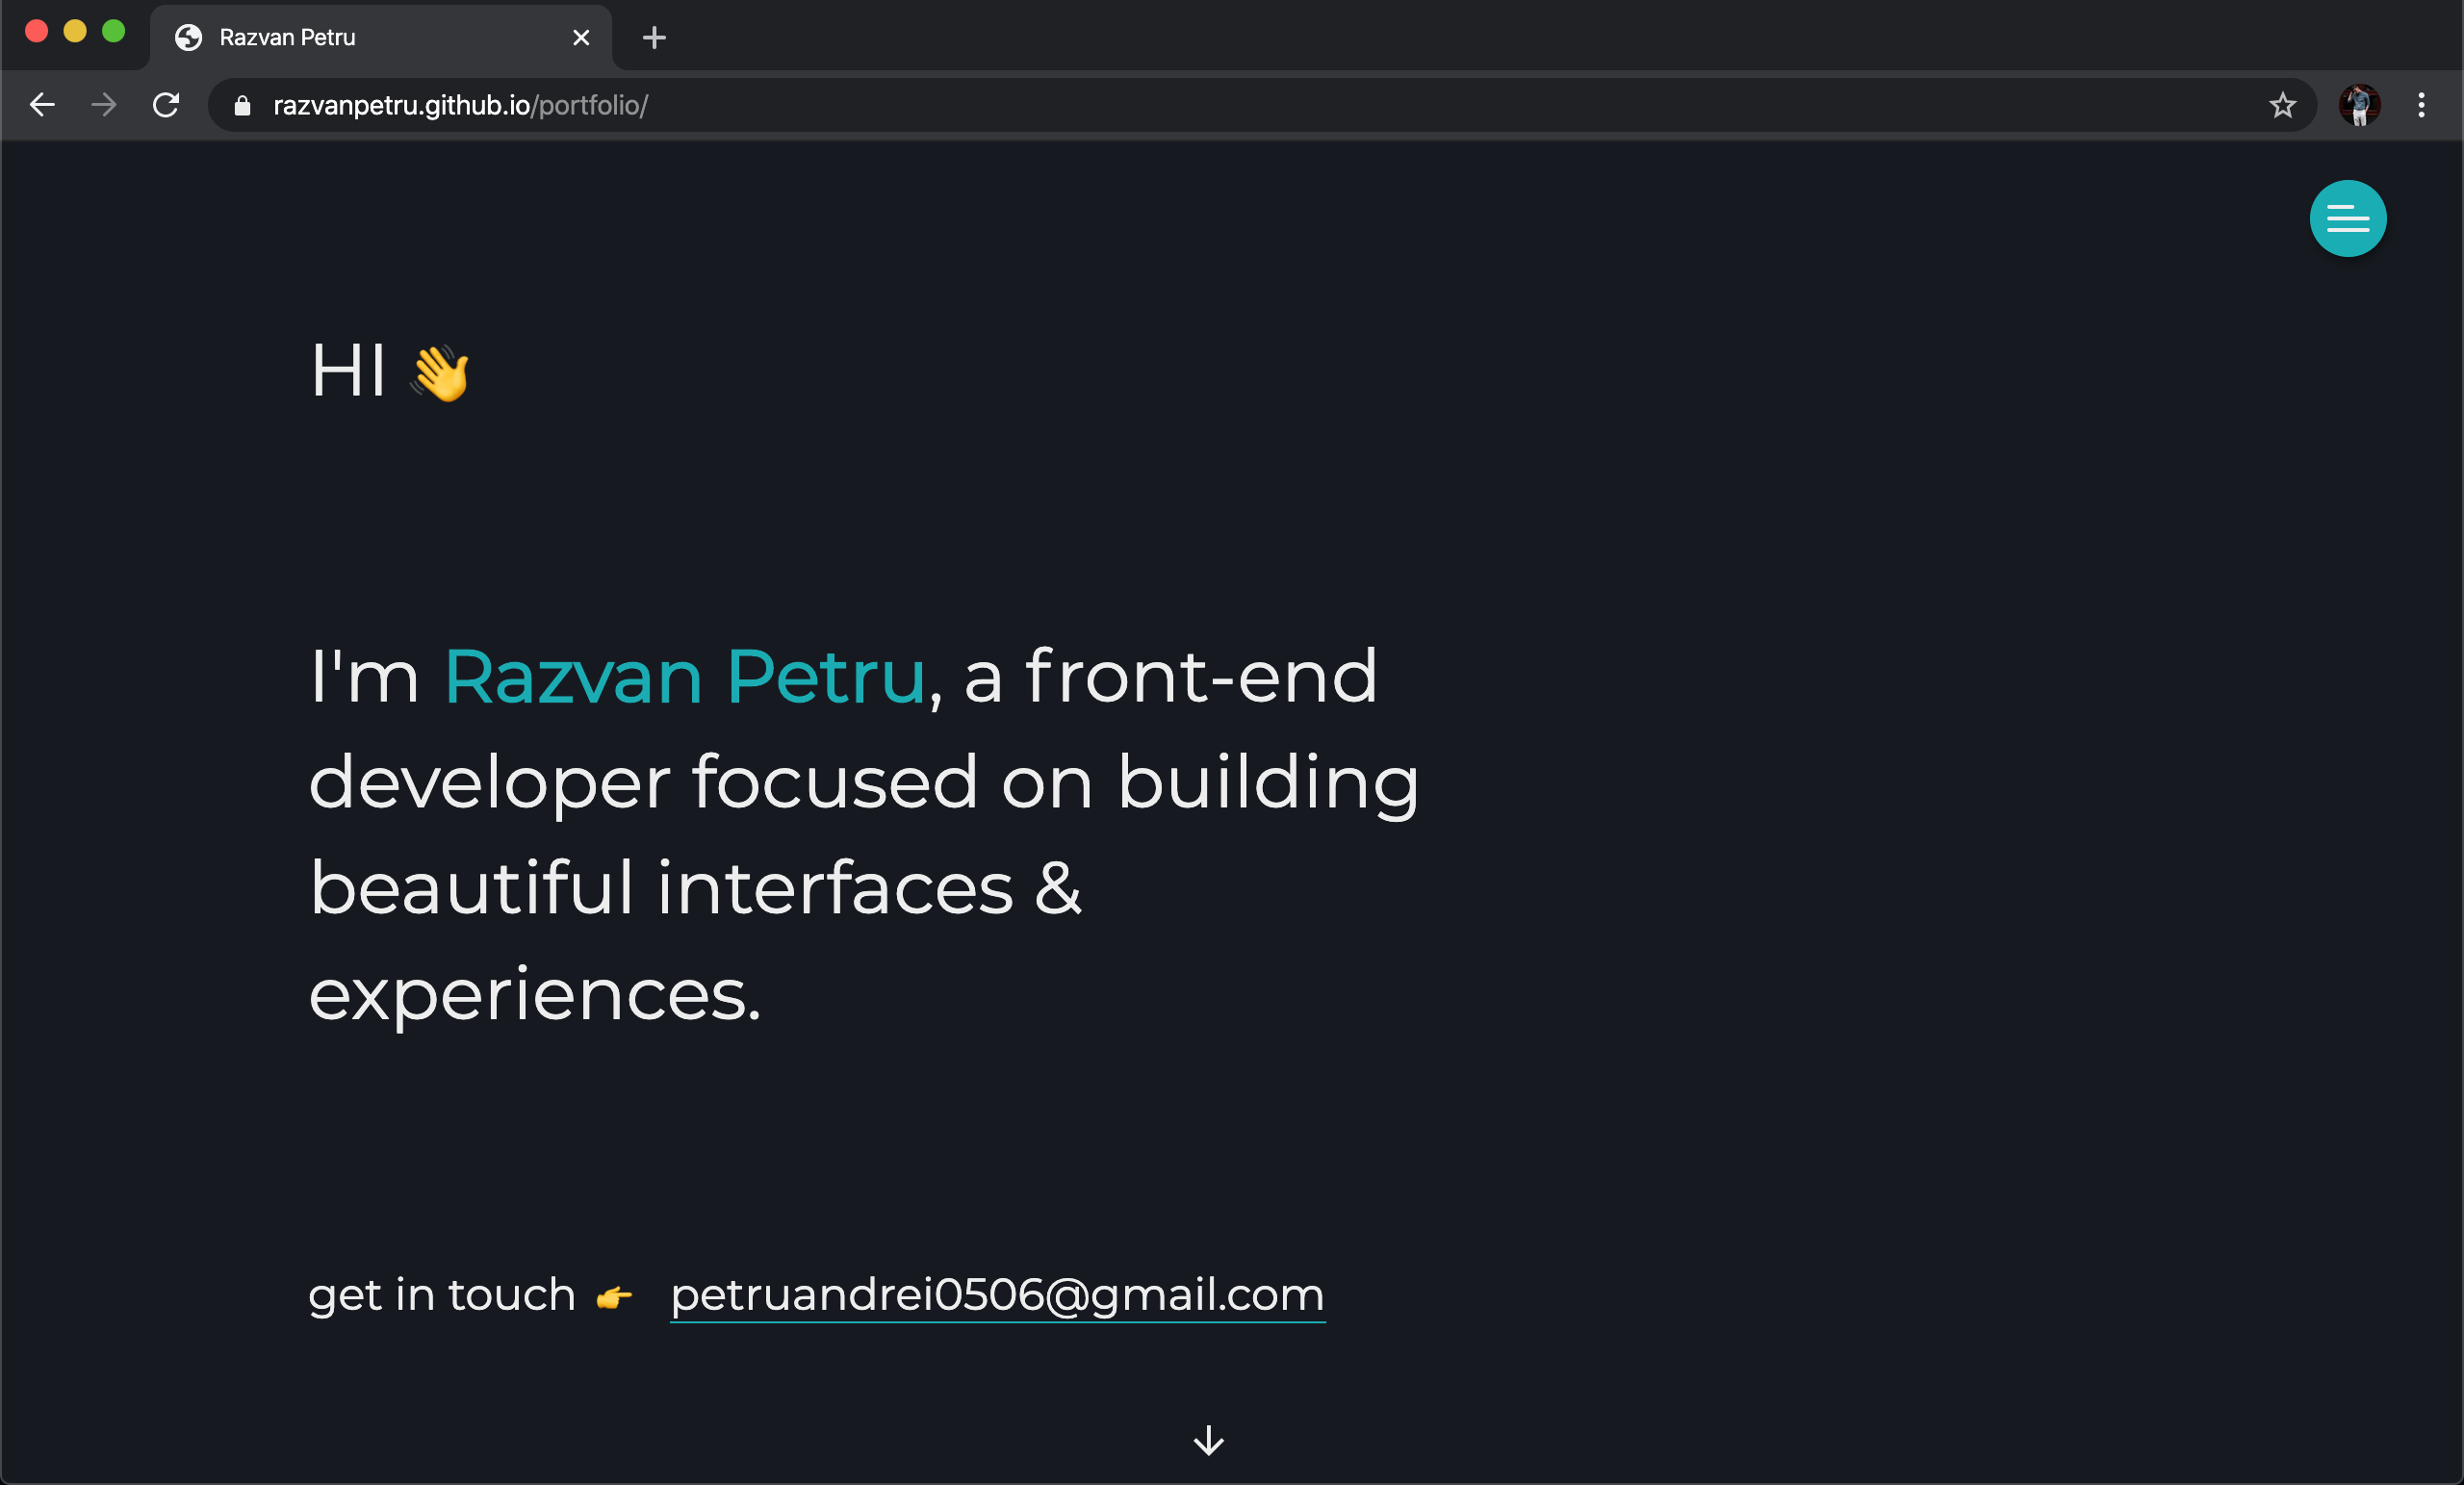 Razvan Petru
razvanpetru.github.io/portfolio/
HI 👋
I'm Razvan Petru, a front-end
developer focused on building
beautiful interfaces &
experiences.
get in touch 👉 petruandrei0506@gmail.com